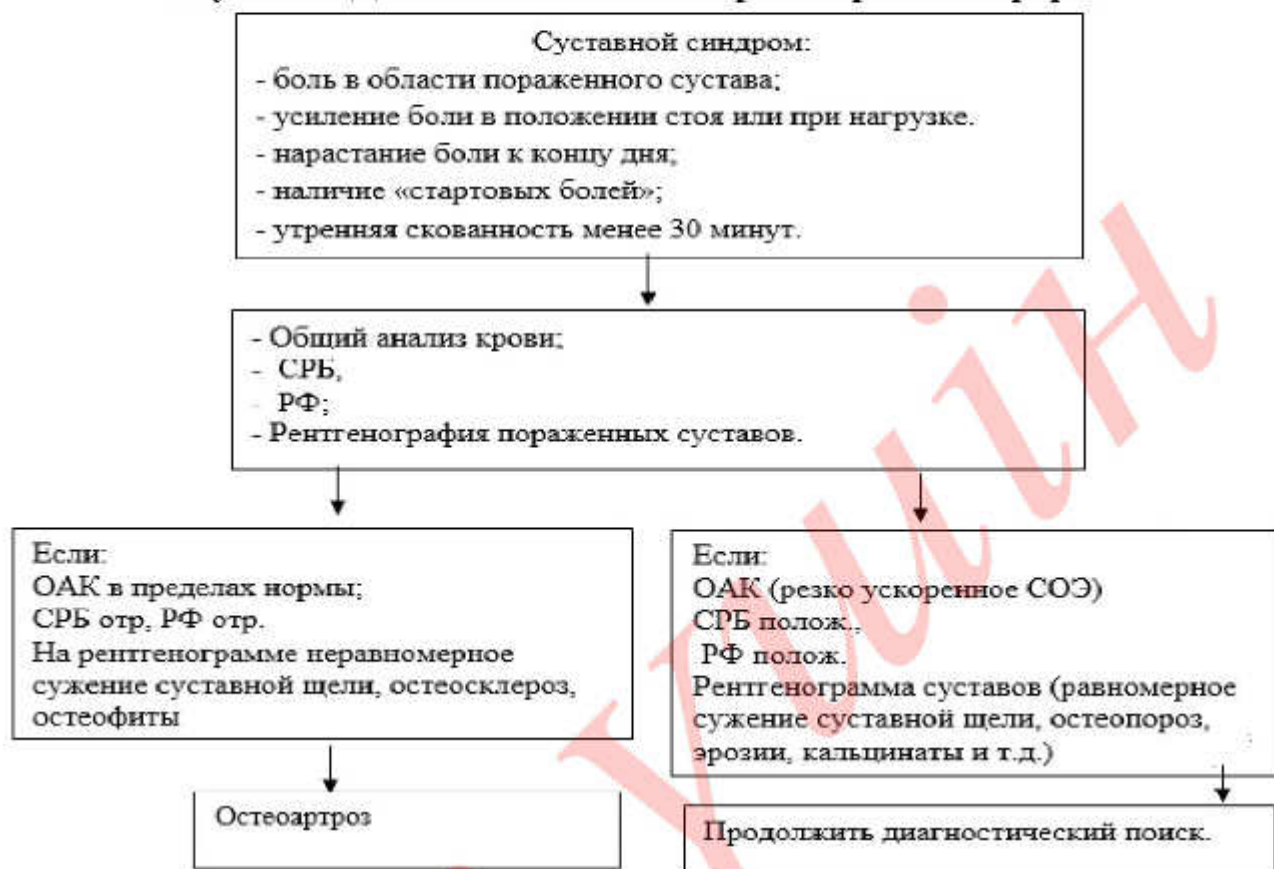 Суставной синдром:
- боль в области пораженного сустава;
- усиление боли в положении стоя или при нагрузке.
- нарастание боли к концу дня;
- наличие «стартовых болей»;
- утренняя скованность менее 30 минут.
- Общий анализ крови;
- СРБ,
- РФ;
- Рентгенография пораженных суставов.
Если:
ОАК в пределах нормы;
СРБ отр, РФ отр.
На рентгенограмме неравномерное
сужение суставной щели, остеосклероз,
остеофиты
Если:
ОАК (резко ускоренное СОЭ)
СРБ полож.,
РФ полож.
Рентгенограмма суставов (равномерное
сужение суставной щели, остеопороз,
эрозии, кальцинаты и т.д.)
Остеоартроз
Продолжить диагностический поиск.